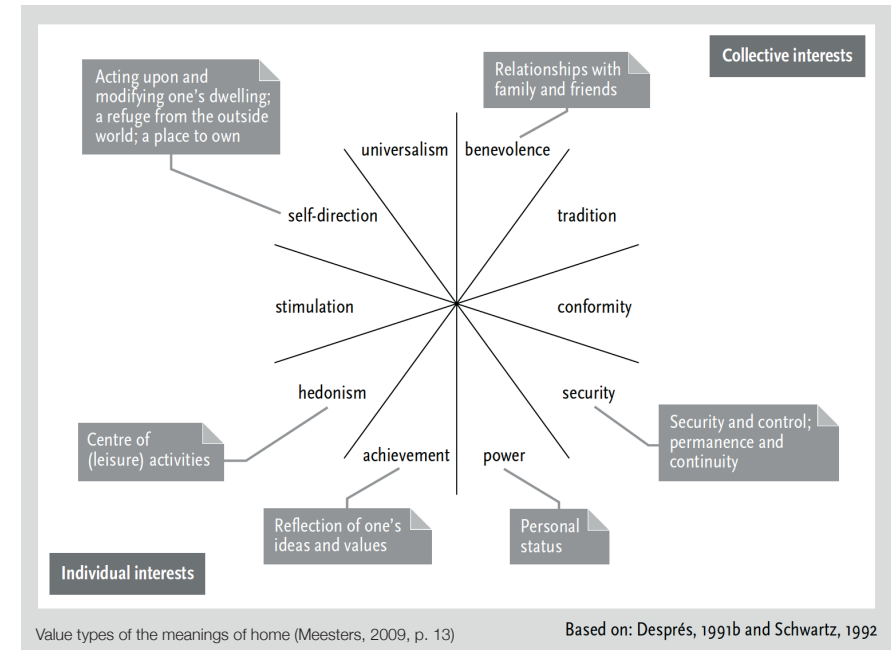 Collective interests
Acting upon and
modifying one's dwelling;
a refuge from the outside
world; a place to own
Relationships with
family and friends
universalism
benevolence
self-direction
tradition
stimulation
conformity
hedonism
security
Centre of
(leisure) activities
Security and control;
permanence and
continuity
achievement
power
Reflection of one's
ideas and values
Personal
status
Individual interests
Value types of the meanings of home (Meesters, 2009, p. 13)
Based on: Després, 1991b and Schwartz, 1992